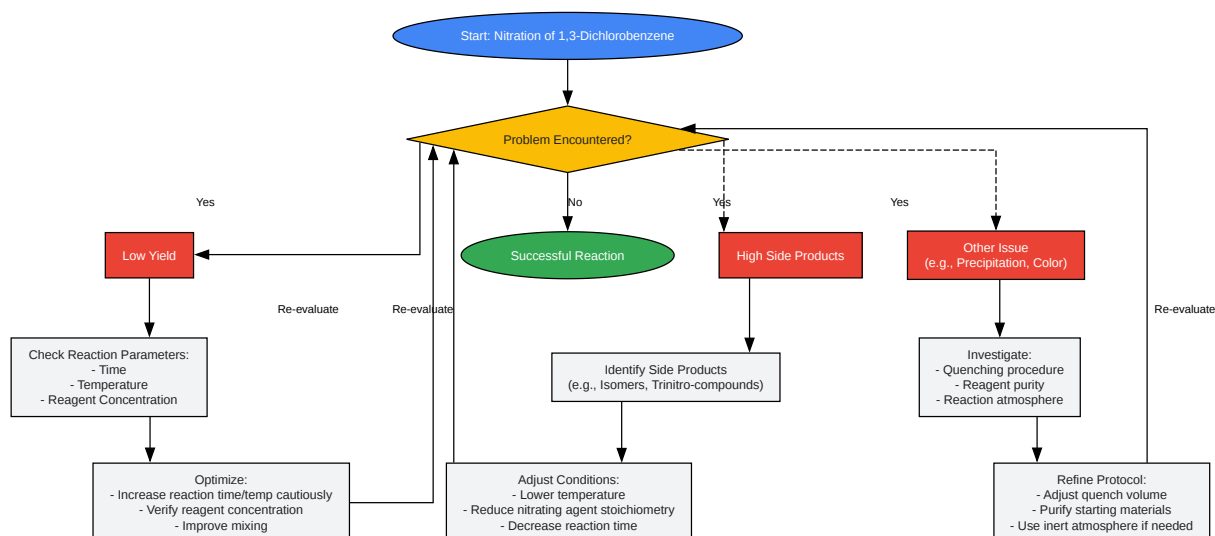 Start: Nitration of 1,3-Dichlorobenzene
Problem Encountered?
Yes
No
Yes
Yes
Low Yield
Successful Reaction
High Side Products
Other Issue
(e.g., Precipitation, Color)
Re-evaluate
Re-evaluate
Re-evaluate
Check Reaction Parameters:
- Time
- Temperature
- Reagent Concentration
Identify Side Products
(e.g., Isomers, Trinitro-compounds)
Investigate:
- Quenching procedure
- Reagent purity
- Reaction atmosphere
Optimize:
- Increase reaction time/temp cautiously
- Verify reagent concentration
- Improve mixing
Adjust Conditions:
- Lower temperature
- Reduce nitrating agent stoichiometry
- Decrease reaction time
Refine Protocol:
- Adjust quench volume
- Purify starting materials
- Use inert atmosphere if needed